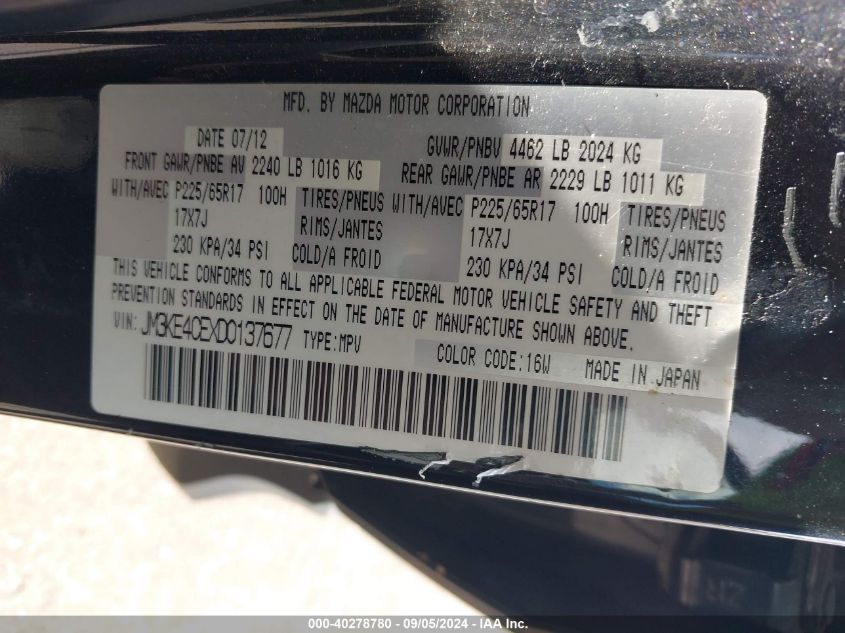 MFD. BY MAZDA MOTOR CORPORATION
DATE 07/12 GVWR/PNBV 4462 LB 2024 KG
FRONT GAWR/PNBE AV 2240 LB 1016 KG REAR GAWR/PNBE AR 2229 LB 1011 KG
WITH/AVEC P225/65R17 100H TIRES/PNEUS WITH/AVEC P225/65R17 100H TIRES/PNEUS
17X7J RIMS/JANTES 17X7J RIMS/JANTES
230 KPA/34 PSI COLD/A FROID 230 KPA/34 PSI COLD/A FROID
THIS VEHICLE CONFORMS TO ALL APPLICABLE FEDERAL MOTOR VEHICLE SAFETY AND THEFT
PREVENTION STANDARDS IN EFFECT ON THE DATE OF MANUFACTURE SHOWN ABOVE.
VIN: JM3KE4CEXD0137677 TYPE:MPV
COLOR CODE:16W MADE IN JAPAN
000-40278780 - 09/05/2024 - IAA Inc.